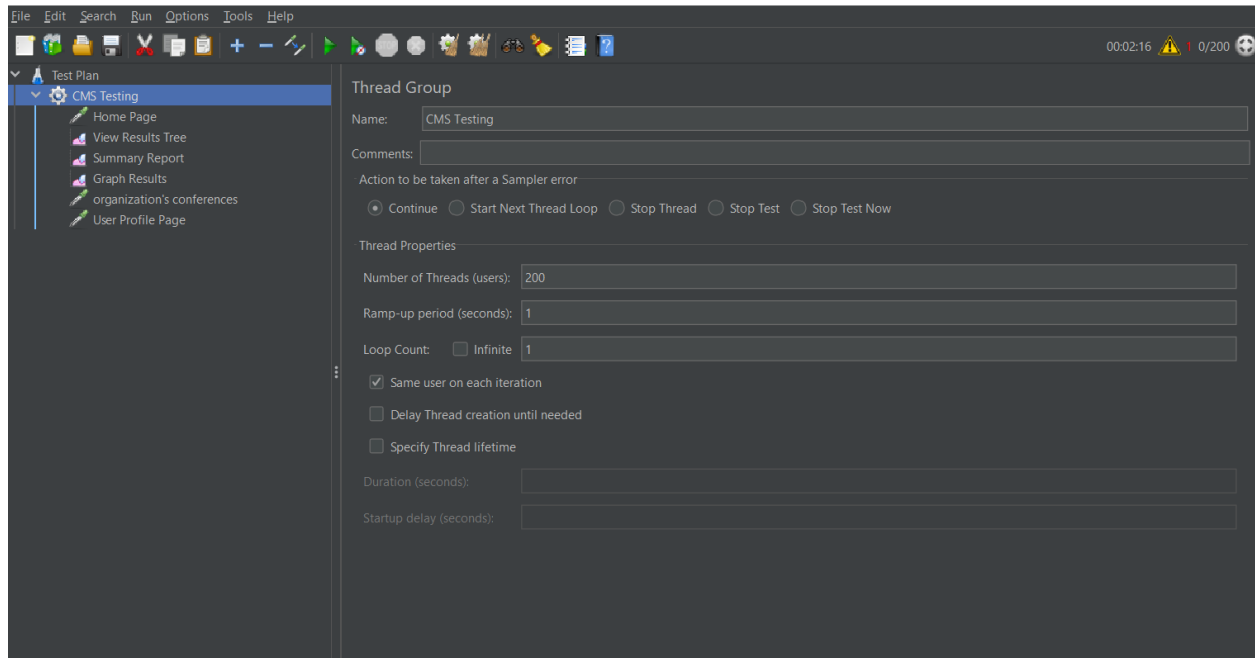 File Edit Search Run Options Tools Help
00:02:16 1 0/200
Test Plan
CMS Testing
Home Page
View Results Tree
Summary Report
Graph Results
organization's conferences
User Profile Page
Thread Group
Name: CMS Testing
Comments:
Action to be taken after a Sampler error
Continue Start Next Thread Loop Stop Thread Stop Test Stop Test Now
Thread Properties
Number of Threads (users): 200
Ramp-up period (seconds): 1
Loop Count: Infinite 1
Same user on each iteration
Delay Thread creation until needed
Specify Thread lifetime
Duration (seconds):
Startup delay (seconds):